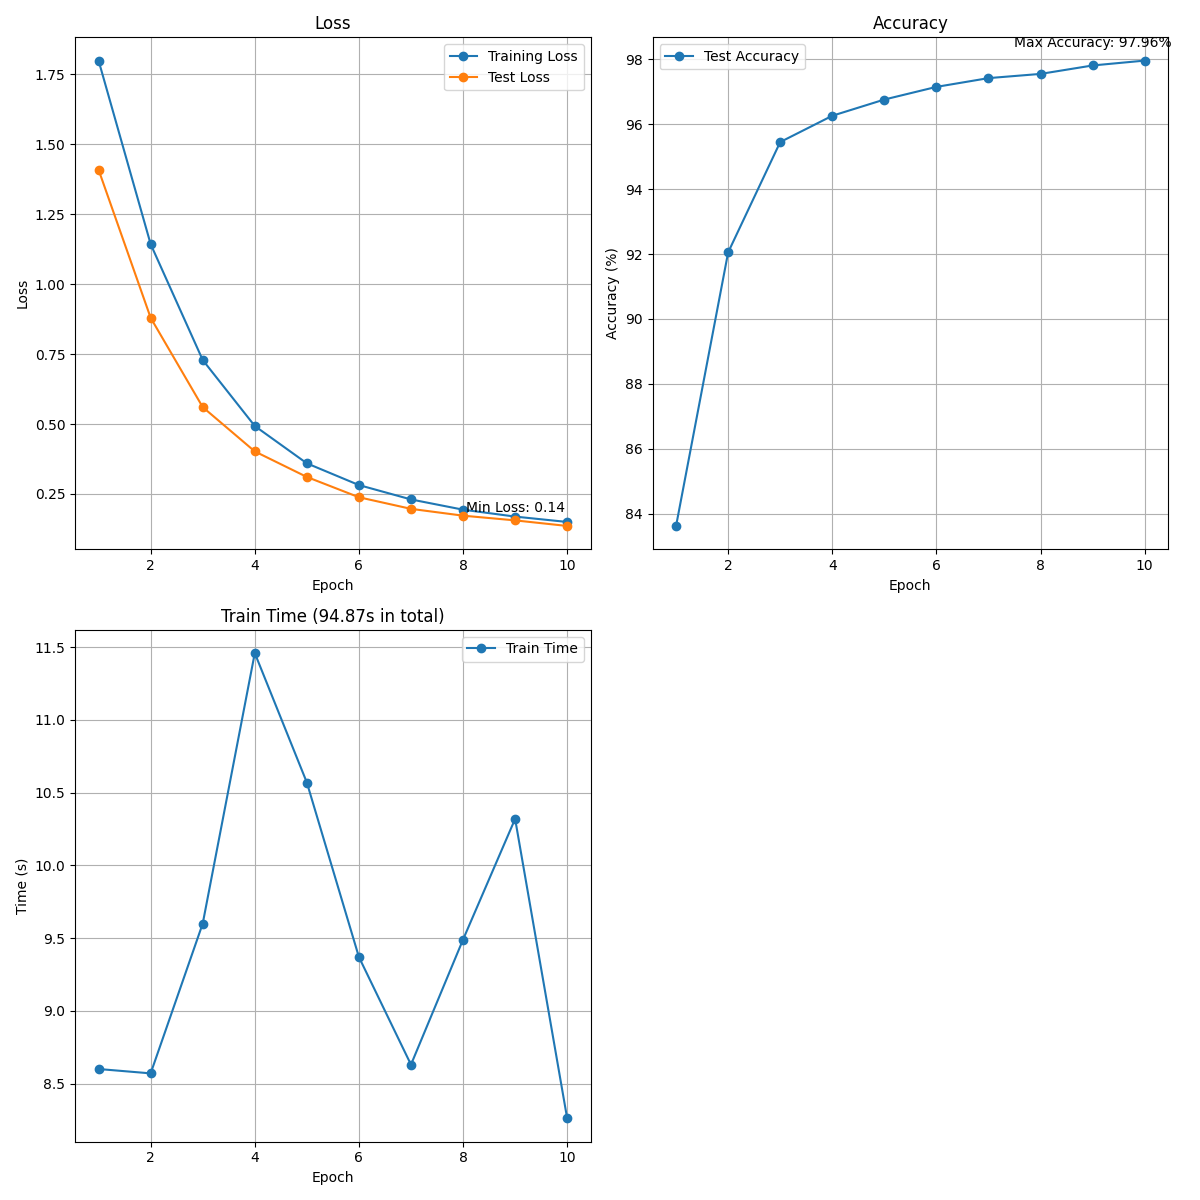 Loss
Training Loss
Test Loss
1.75
1.50
1.25
1.00
0.75
0.50
0.25
Loss
Min Loss: 0.14
2 4 6 8 10
Epoch
Accuracy
Max Accuracy: 97.96%
Test Accuracy
98
96
94
92
90
88
86
84
Accuracy (%)
2 4 6 8 10
Epoch
Train Time (94.87s in total)
Train Time
11.5
11.0
10.5
10.0
9.5
9.0
8.5
Time (s)
2 4 6 8 10
Epoch